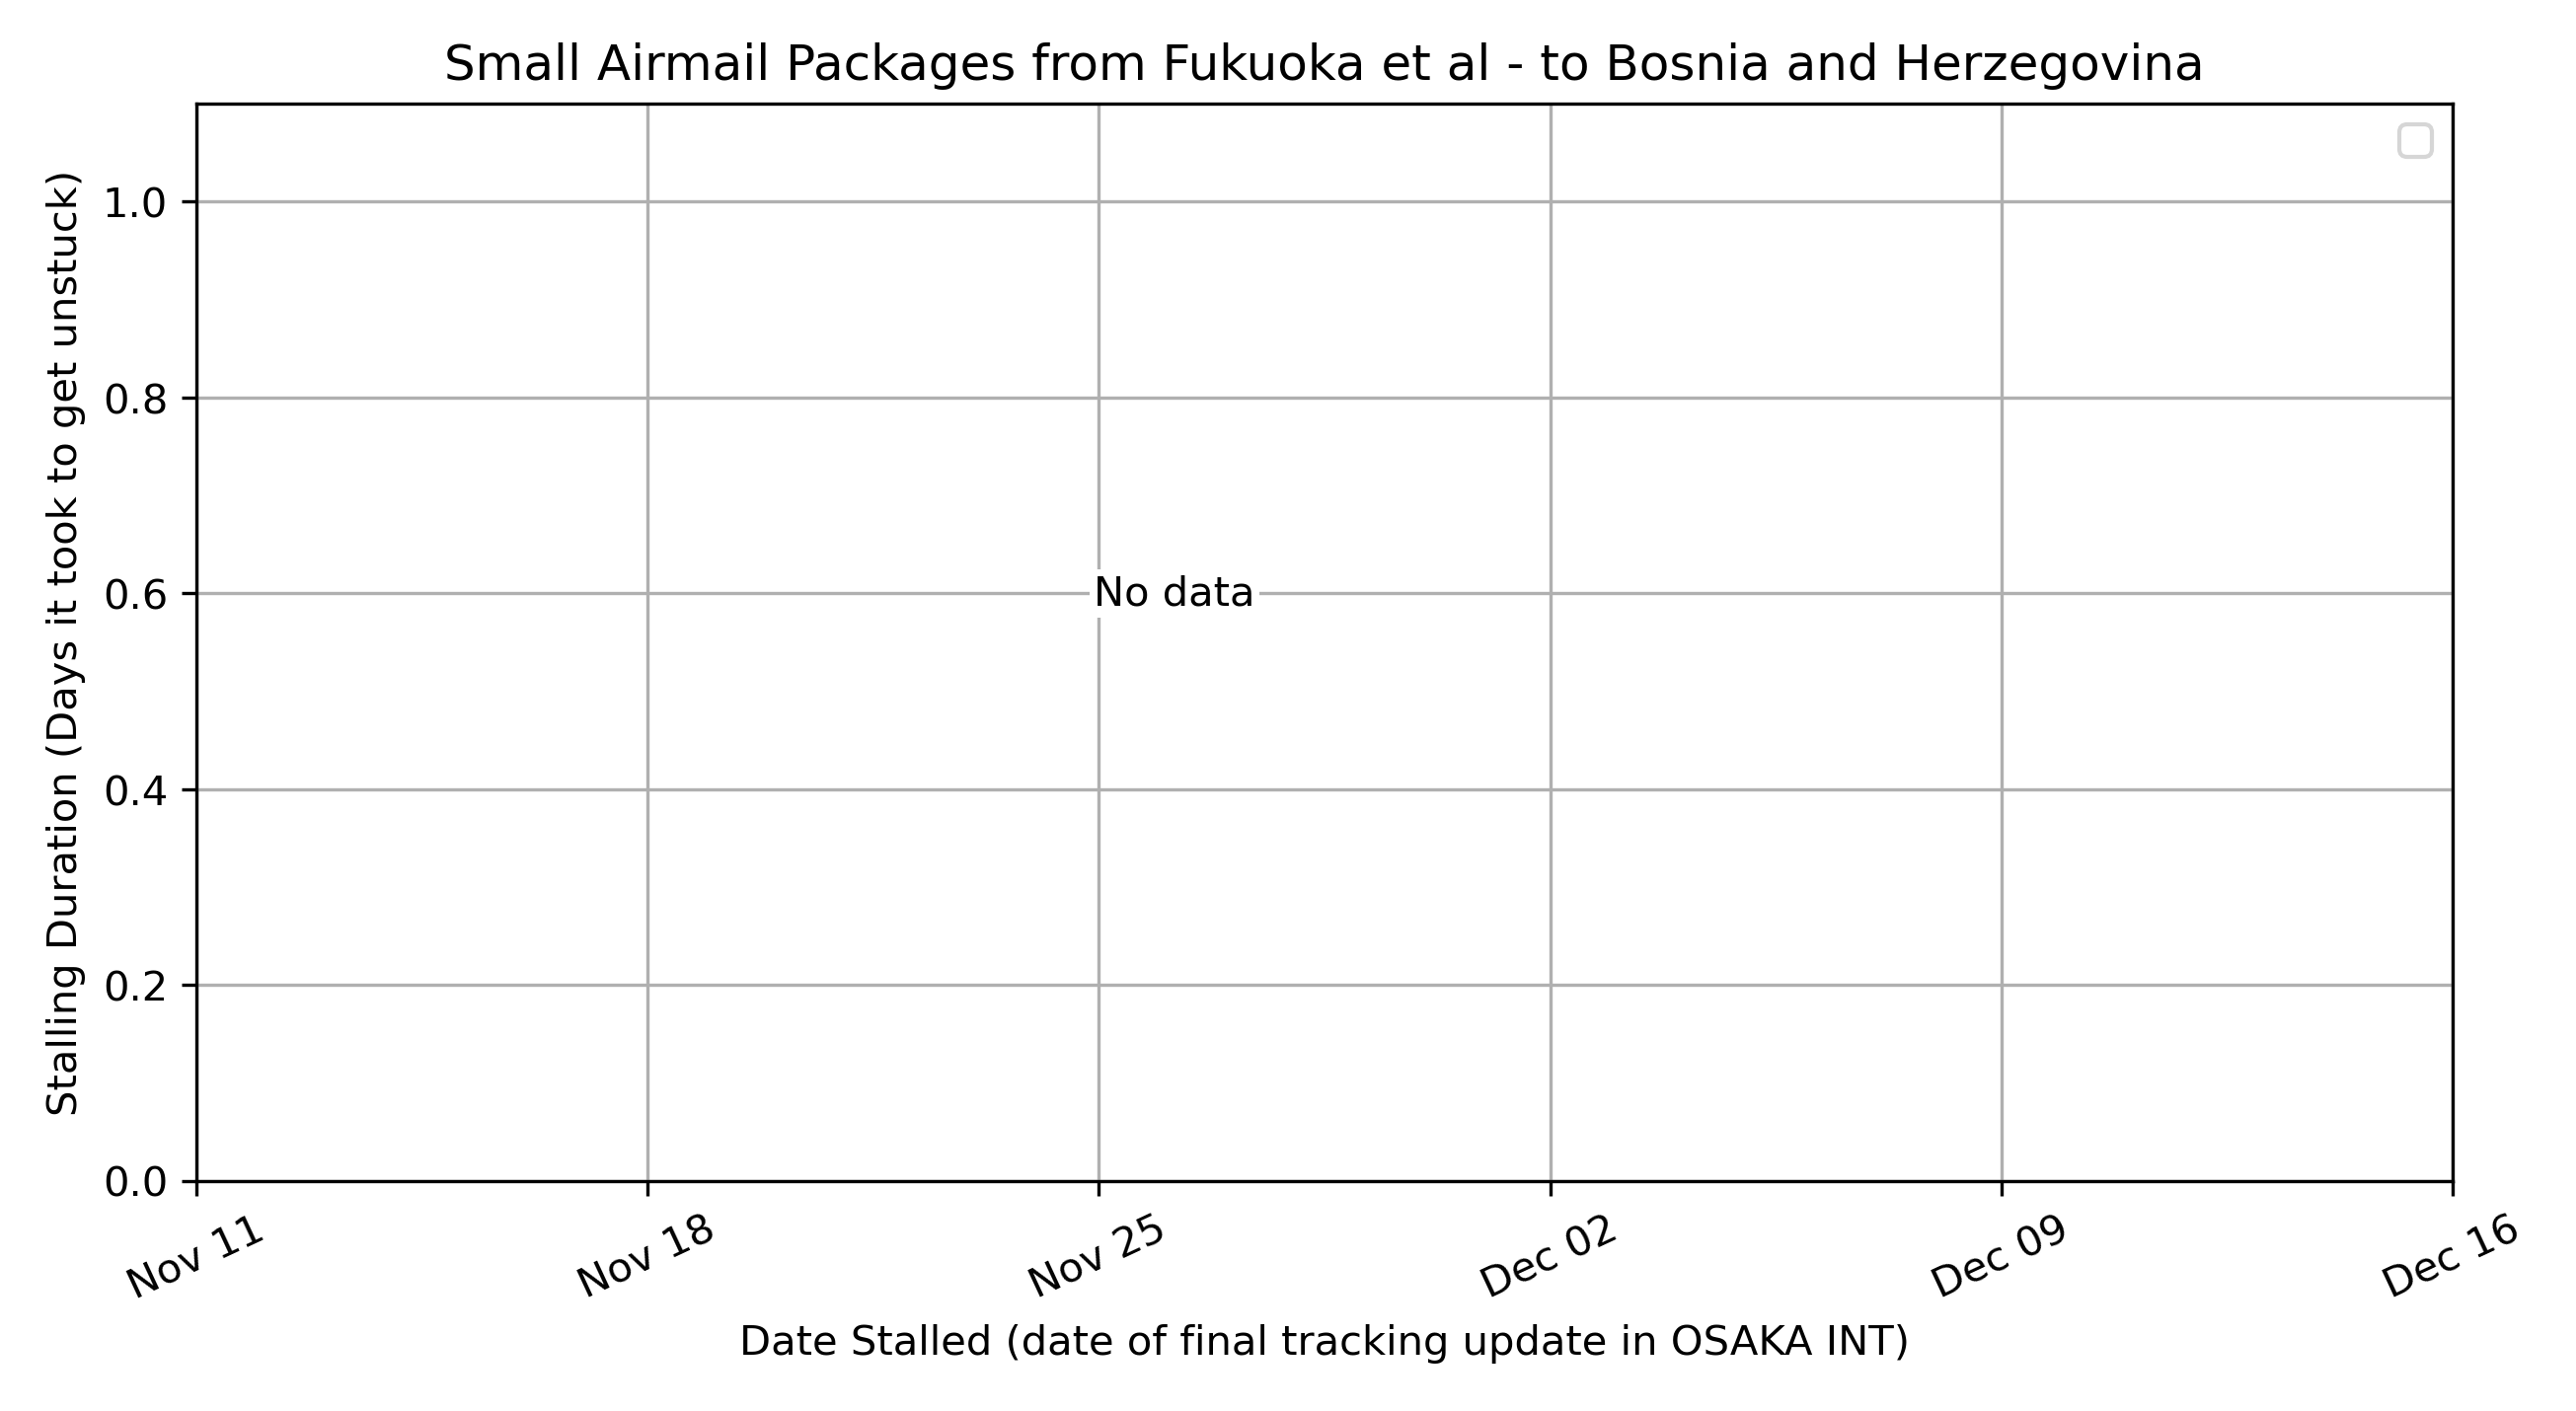 Small Airmail Packages from Fukuoka et al - to Bosnia and Herzegovina
Stalling Duration (Days it took to get unstuck)
1.0
0.8
0.6
0.4
0.2
0.0
No data
Nov 11
Nov 18
Nov 25
Dec 02
Dec 09
Dec 16
Date Stalled (date of final tracking update in OSAKA INT)